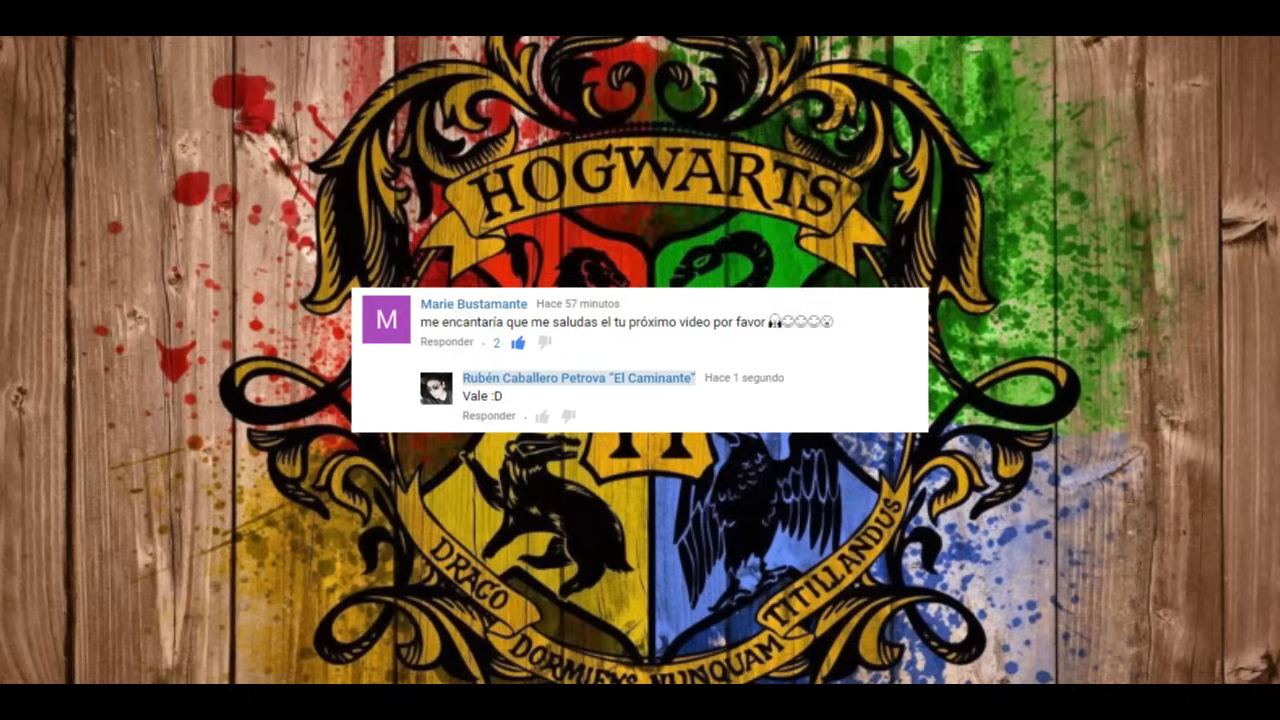 HOGWARTS
M
Marie Bustamante Hace 57 minutos
me encantaría que me saludas el tu próximo video por favor 🙌😊😊😊😮
Responder · 2
Rubén Caballero Petrova "El Caminante" Hace 1 segundo
Vale :D
Responder ·
H
DRACO
DORMIENS NUNQUAM
TITILLANDUS